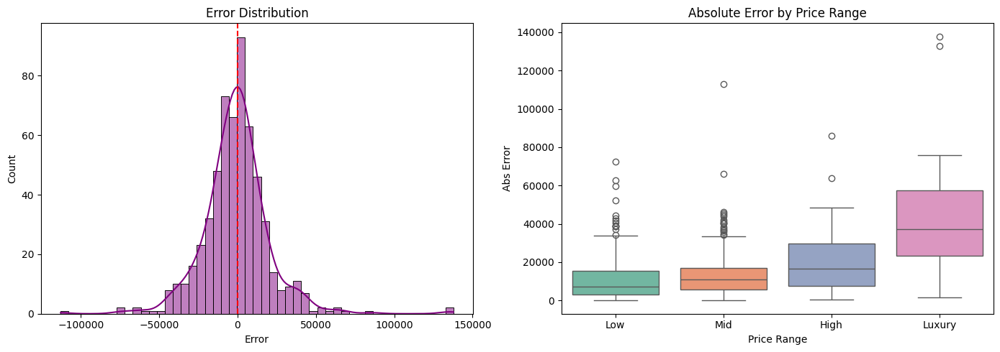 Error Distribution
Count
80
60
40
20
0
−100000
−50000
0
50000
100000
150000
Error
Absolute Error by Price Range
Abs Error
140000
120000
100000
80000
60000
40000
20000
0
Low
Mid
High
Luxury
Price Range